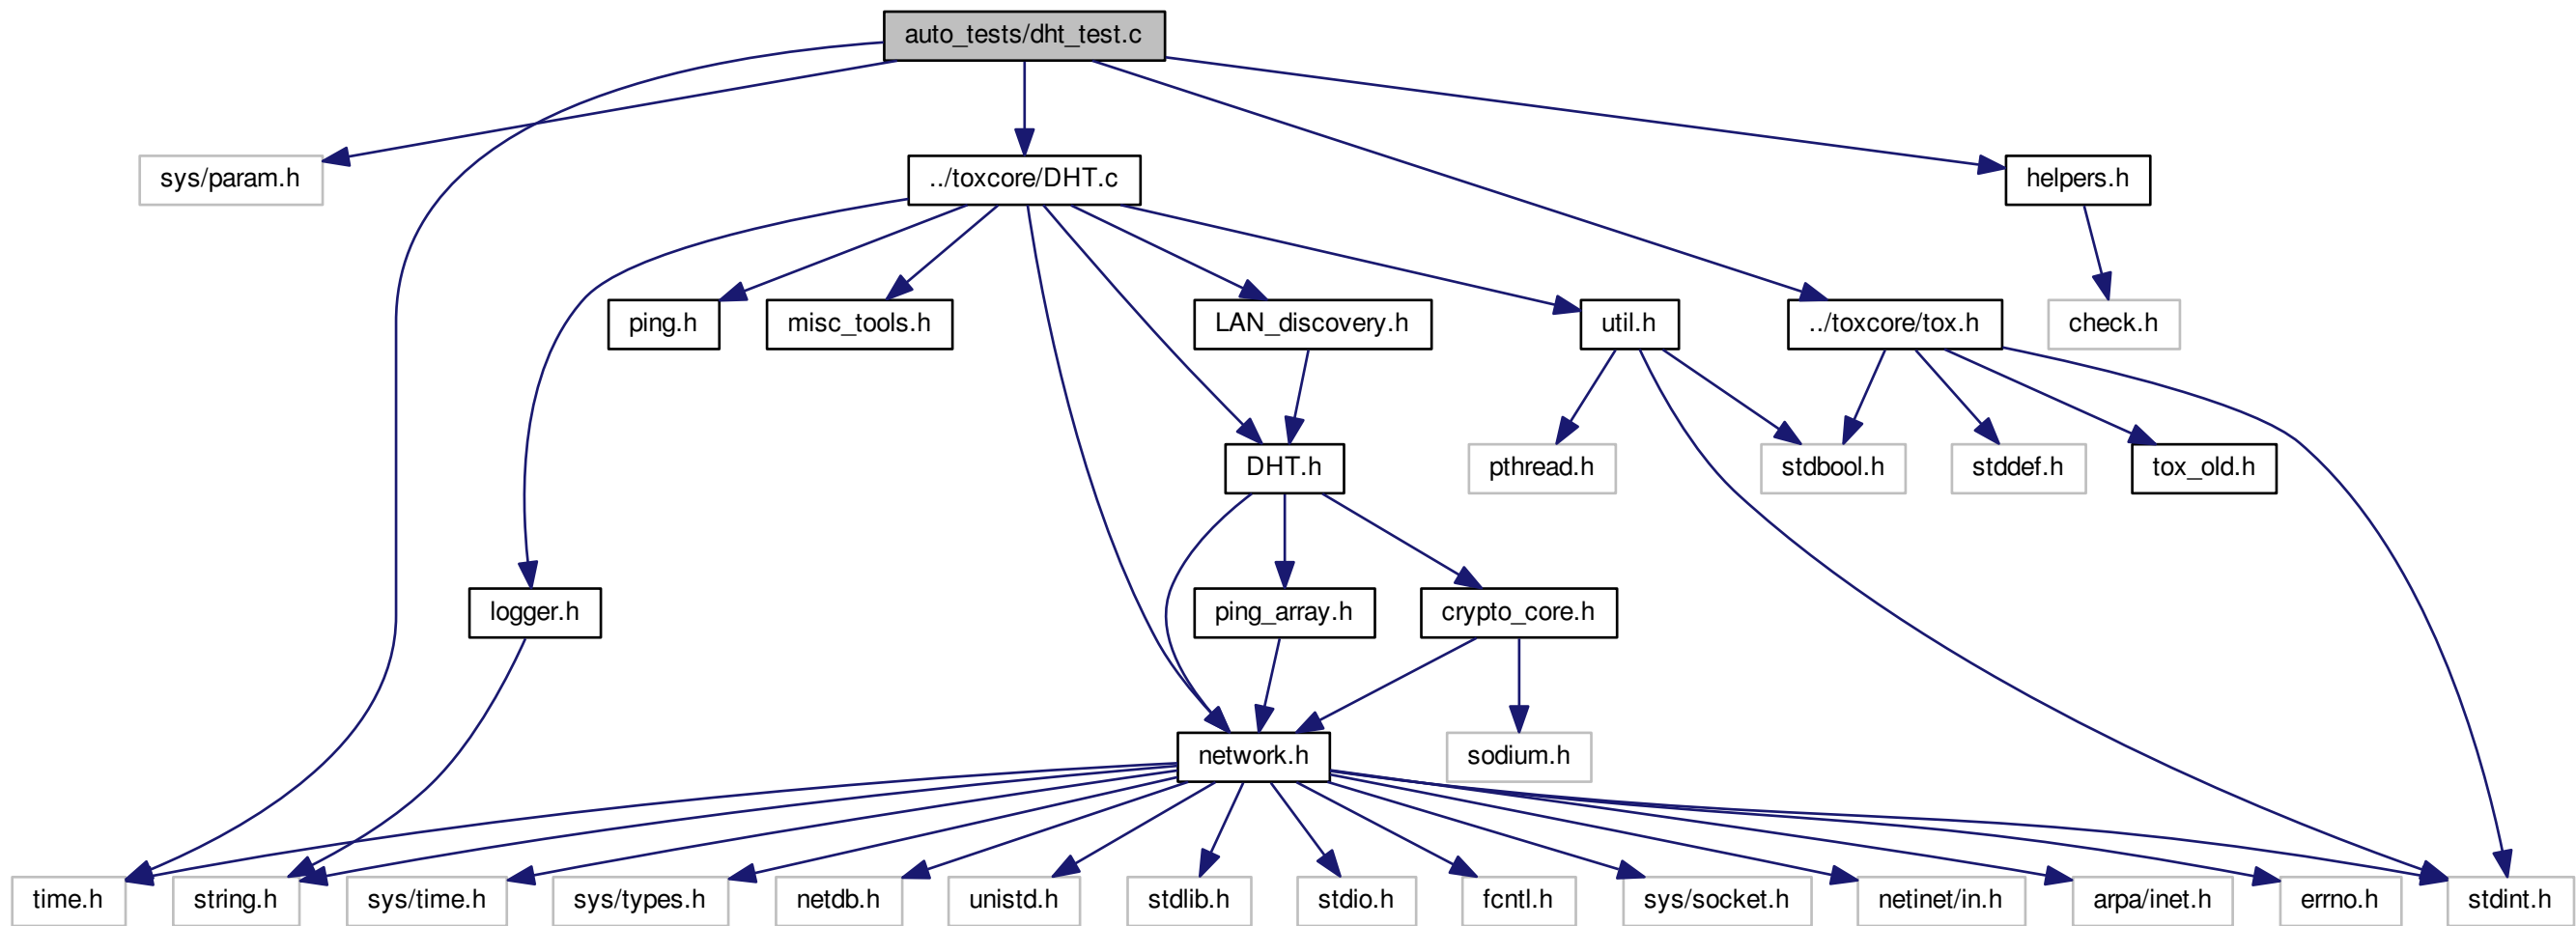 auto_tests/dht_test.c
sys/param.h
../toxcore/DHT.c
helpers.h
ping.h
misc_tools.h
LAN_discovery.h
util.h
../toxcore/tox.h
check.h
DHT.h
pthread.h
stdbool.h
stddef.h
tox_old.h
logger.h
ping_array.h
crypto_core.h
network.h
sodium.h
time.h
string.h
sys/time.h
sys/types.h
netdb.h
unistd.h
stdlib.h
stdio.h
fcntl.h
sys/socket.h
netinet/in.h
arpa/inet.h
errno.h
stdint.h